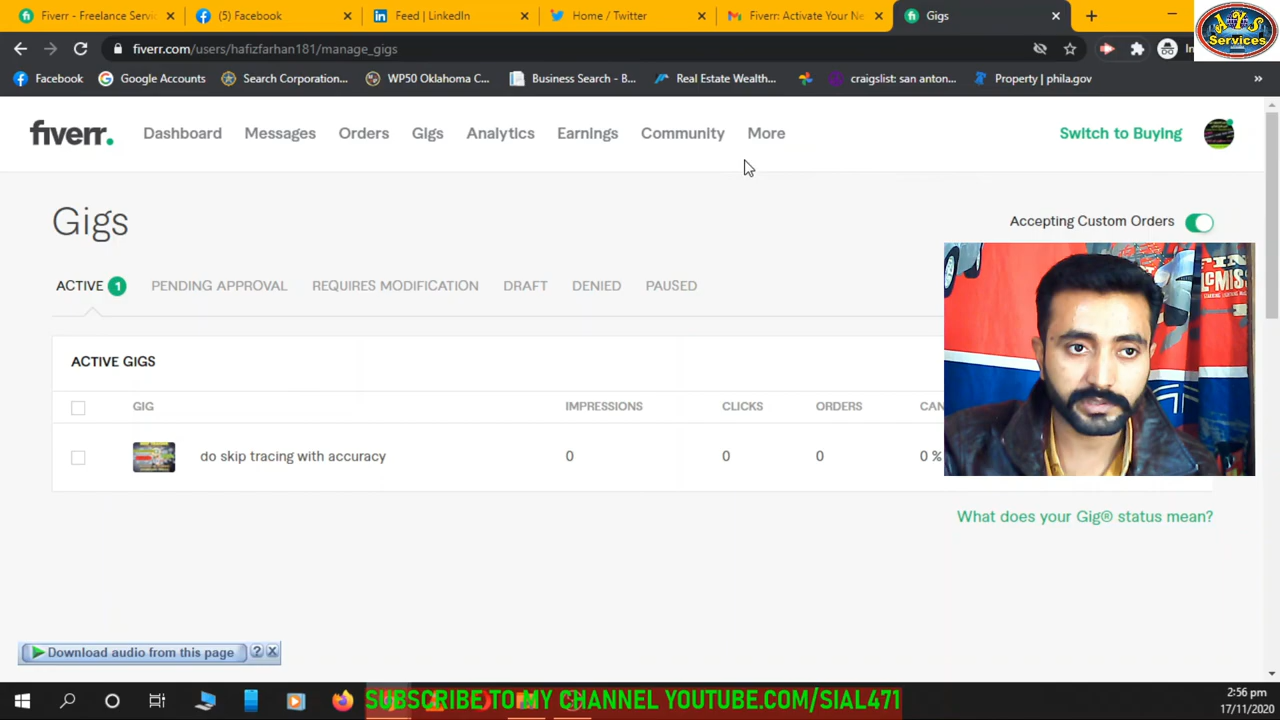 Fiverr - Freelance Servic
(5) Facebook
Feed | LinkedIn
Home / Twitter
Fiverr: Activate Your Ne
Gigs
fiverr.com/users/hafizfarhan181/manage_gigs
In
AYS
Services
Facebook
Google Accounts
Search Corporation...
WP50 Oklahoma C...
Business Search - B...
Real Estate Wealth...
craigslist: san anton...
Property | phila.gov
»
fiverr.
Dashboard
Messages
Orders
Gigs
Analytics
Earnings
Community
More
Switch to Buying
Gigs
Accepting Custom Orders
ACTIVE 1
PENDING APPROVAL
REQUIRES MODIFICATION
DRAFT
DENIED
PAUSED
ACTIVE GIGS
GIG
IMPRESSIONS
CLICKS
ORDERS
CAN
do skip tracing with accuracy
0
0
0
0 %
What does your Gig® status mean?
Download audio from this page
?
SUBSCRIBE TO MY CHANNEL YOUTUBE.COM/SIAL471
2:56 pm
17/11/2020